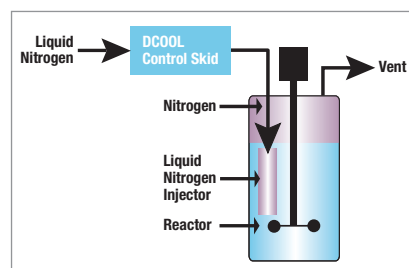 Liquid
Nitrogen
DCOOL
Control Skid
Vent
Nitrogen
Liquid
Nitrogen
Injector
Reactor